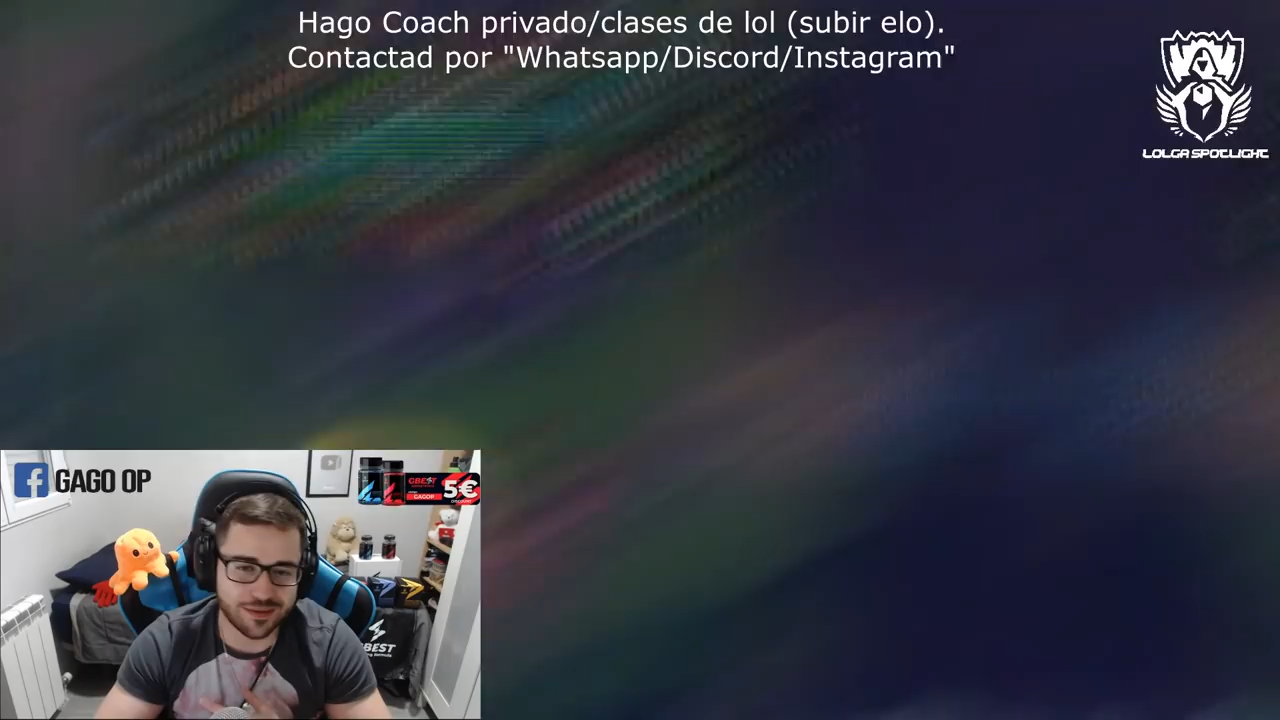 Hago Coach privado/clases de lol (subir elo).
Contactad por "Whatsapp/Discord/Instagram"
LOLGA SPOTLIGHT
GAGO OP
GBEST
GAGOP
5€
DISCOUNT
GBEST